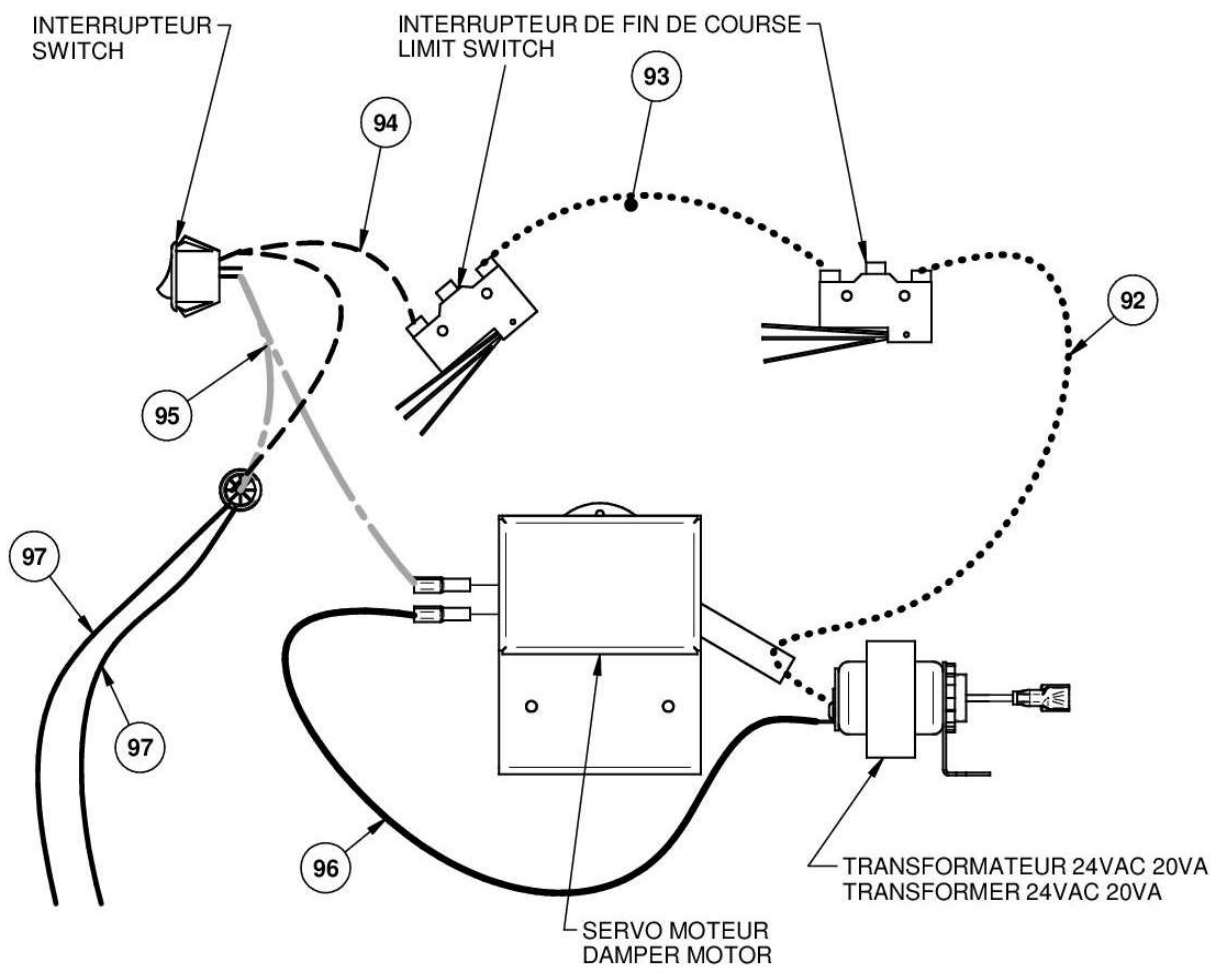 INTERRUPTEUR
SWITCH
INTERRUPTEUR DE FIN DE COURSE
LIMIT SWITCH
93
94
92
95
97
97
96
TRANSFORMATEUR 24VAC 20VA
TRANSFORMER 24VAC 20VA
SERVO MOTEUR
DAMPER MOTOR